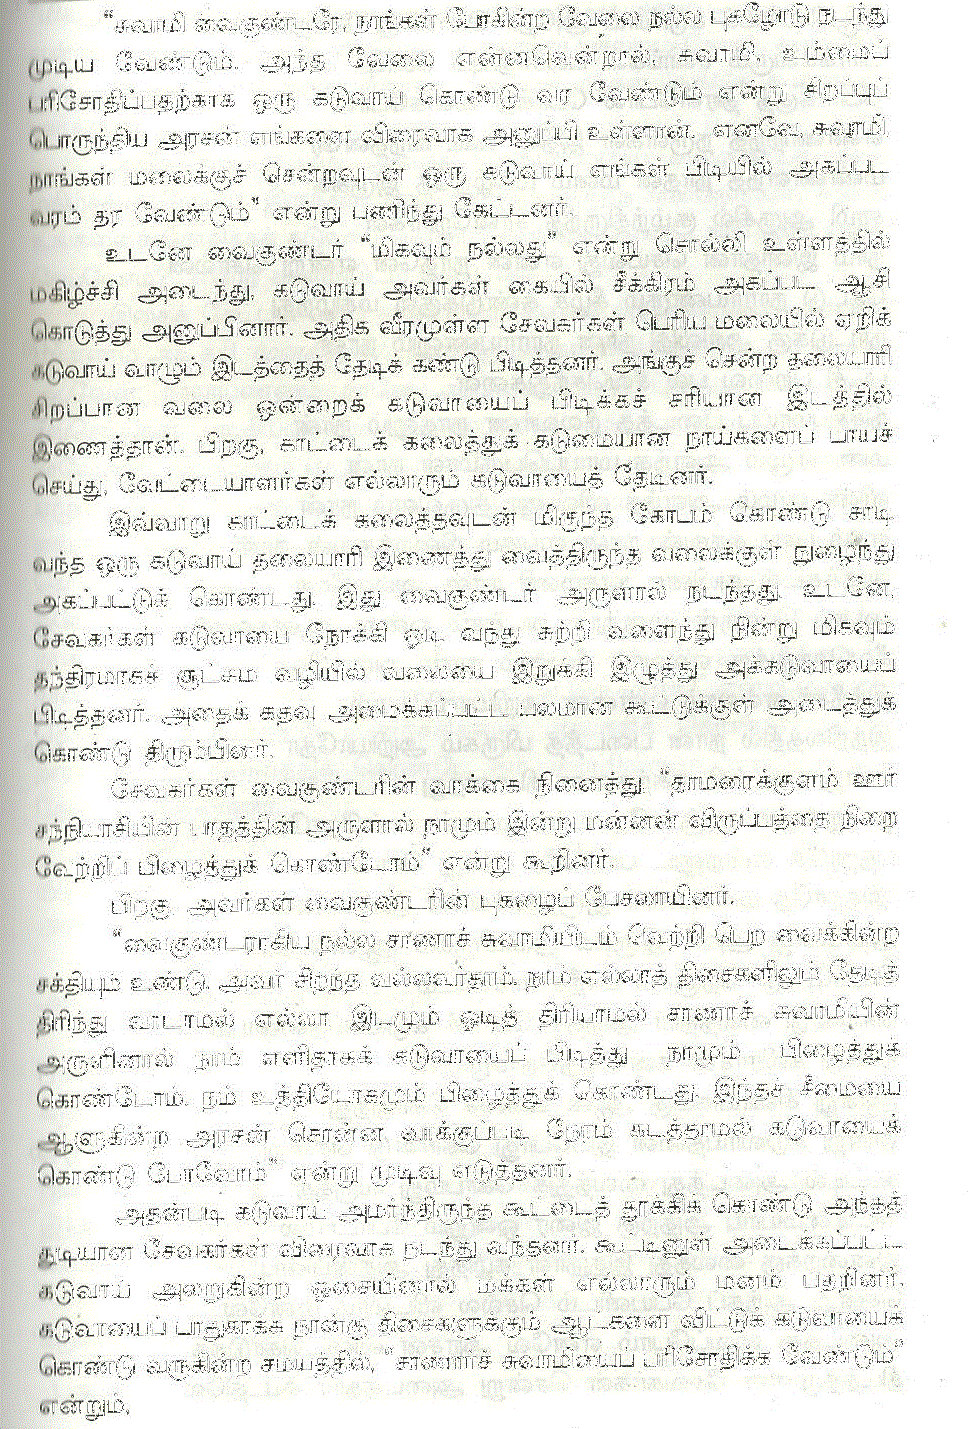 “சுவாமி வைகுண்டரே, நாங்கள் போகின்ற வேலை நல்ல புகழோடு நடந்து
முடிய வேண்டும். அந்த வேலை என்னவென்றால், சுவாமி, உம்மைப்
பரிசோதிப்பதற்காக ஒரு கடுவாய் கொண்டு வர வேண்டும் என்று சிறப்புப்
பொருந்திய அரசன் எங்களை விரைவாக அனுப்பி உள்ளான். எனவே, சுவாமி,
நாங்கள் மலைக்குச் சென்றவுடன் ஒரு கடுவாய் எங்கள் பிடியில் அகப்பட
வரம் தர வேண்டும்” என்று பணிந்து கேட்டனர்.
உடனே வைகுண்டர் “மிகவும் நல்லது” என்று சொல்லி உள்ளத்தில்
மகிழ்ச்சி அடைந்து, கடுவாய் அவர்கள் கையில் சீக்கிரம் அகப்பட ஆசி
கொடுத்து அனுப்பினார். அதிக வீரமுள்ள சேவகர்கள் பெரிய மலையில் ஏறிக்
கடுவாய் வாழும் இடத்தைத் தேடிக் கண்டு பிடித்தனர். அங்குச் சென்ற தலையாரி
சிறப்பான வலை ஒன்றைக் கடுவாயைப் பிடிக்கச் சரியான இடத்தில்
இணைத்தான். பிறகு, காட்டைக் கலைத்துக் கடுமையான நாய்களைப் பாயச்
செய்து, வேட்டையாளர்கள் எல்லாரும் கடுவாயைத் தேடினர்.
இவ்வாறு காட்டைக் கலைத்தவுடன் மிகுந்த கோபம் கொண்டு சாடி
வந்த ஒரு கடுவாய் தலையாரி இணைத்து வைத்திருந்த வலைக்குள் நுழைந்து
அகப்பட்டுக் கொண்டது. இது வைகுண்டர் அருளால் நடந்தது. உடனே,
சேவகர்கள் கடுவாயை நோக்கி ஓடி வந்து சுற்றி வளைந்து நின்று மிகவும்
தந்திரமாகச் சூட்சம வழியில் வலையை இறுக்கி இழுத்து அக்கடுவாயைப்
பிடித்தனர். அதைக் கதவு அமைக்கப்பட்ட பலமான கூட்டுக்குள் அடைத்துக்
கொண்டு திரும்பினர்.
சேவகர்கள் வைகுண்டரின் வாக்கை நினைத்து, “தாமரைக்குளம் ஊர்
சந்நியாசியின் பாதத்தின் அருளால் நாமும் இன்று மன்னன் விருப்பத்தை நிறை
வேற்றிப் பிழைத்துக் கொண்டோம்” என்று கூறினர்.
பிறகு, அவர்கள் வைகுண்டரின் புகழைப் பேசலாயினர்.
“வைகுண்டராகிய நல்ல சாணாச் சுவாமியிடம் வெற்றி பெற வைக்கின்ற
சக்தியும் உண்டு. அவர் சிறந்த வல்லவர்தாம். நாம் எல்லாத் திசைகளிலும் தேடித்
திரிந்து வாடாமல் எல்லா இடமும் ஓடித் திரியாமல் சாணாச் சுவாமியின்
அருளினால் நாம் எளிதாகக் கடுவாயைப் பிடித்து நாமும் பிழைத்துக்
கொண்டோம். நம் உத்தியோகமும் பிழைத்துக் கொண்டது. இந்தச் சீமையை
ஆளுகின்ற அரசன் சொன்ன வாக்குப்படி நேரம் கடத்தாமல் கடுவாயைக்
கொண்டு போவோம்” என்று முடிவு எடுத்தனர்.
அதன்படி கடுவாய் அமர்ந்திருந்த கூட்டைத் தூக்கிக் கொண்டு அந்தத்
துடியான சேவகர்கள் விரைவாக நடந்து வந்தனர். கூட்டினுள் அடைக்கப்பட்ட
கடுவாய் அலறுகின்ற ஓசையினால் மக்கள் எல்லாரும் மனம் பதறினர்.
கடுவாயைப் பாதுகாக்க நான்கு திசைகளுக்கும் ஆட்களை விட்டுக் கடுவாயைக்
கொண்டு வருகின்ற சமயத்தில், “சாணார்ச் சுவாமியைப் பரிசோதிக்க வேண்டும்”
என்றும்,